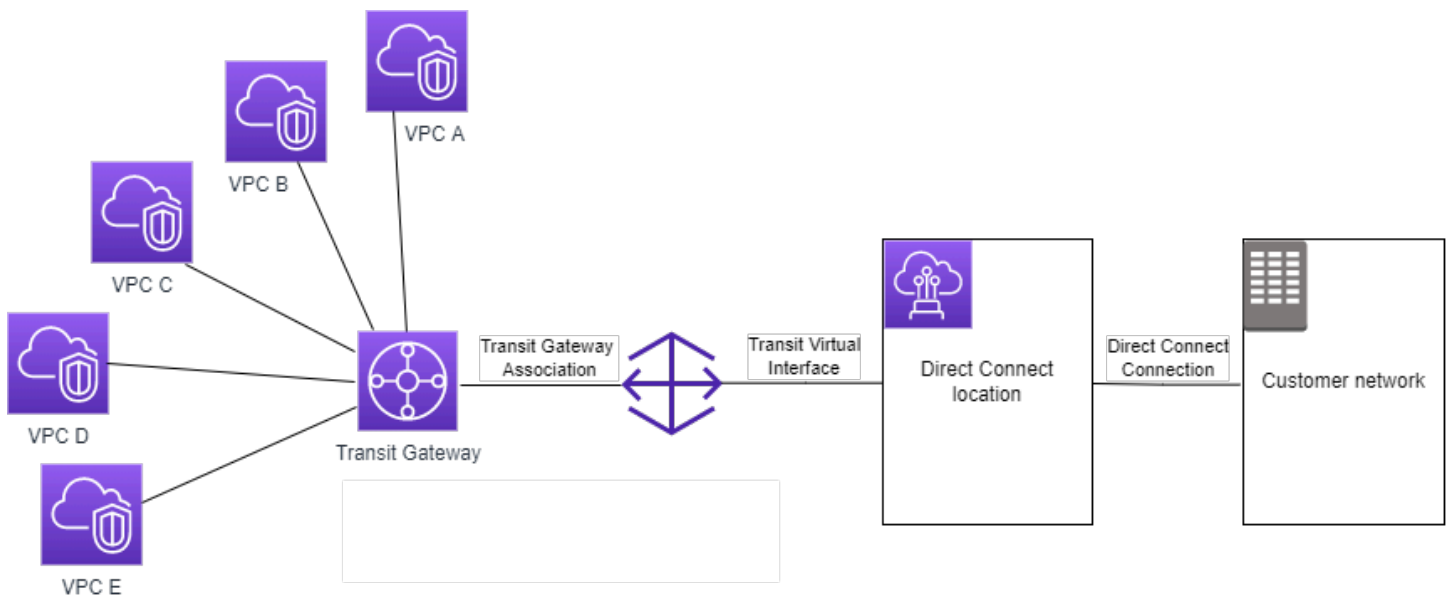 VPC A
VPC B
VPC C
VPC D
VPC E
Transit Gateway
Transit Gateway
Association
Transit Virtual
Interface
Direct Connect
location
Direct Connect
Connection
Customer network